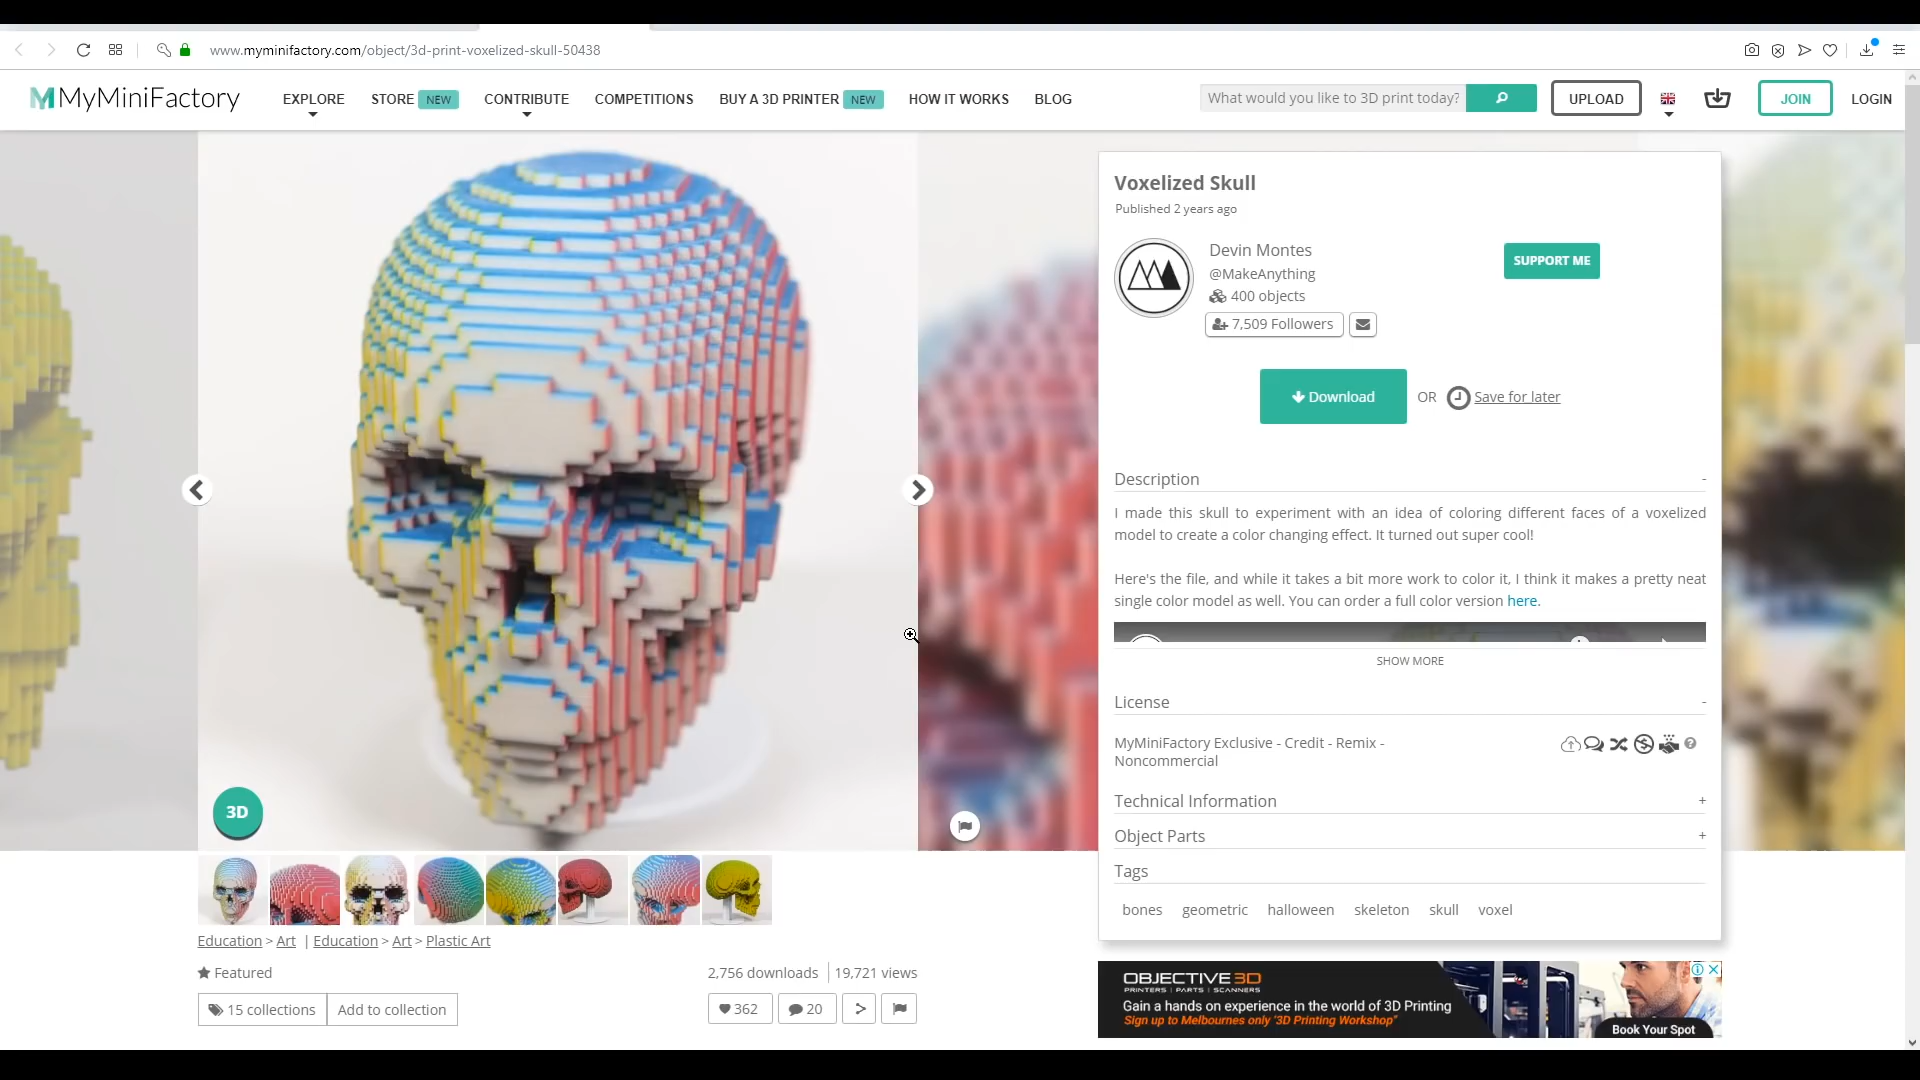 www.myminifactory.com/object/3d-print-voxelized-skull-50438
MyMiniFactory
EXPLORE
STORE NEW
CONTRIBUTE
COMPETITIONS
BUY A 3D PRINTER NEW
HOW IT WORKS
BLOG
What would you like to 3D print today?
UPLOAD
JOIN
LOGIN
Voxelized Skull
Published 2 years ago
Devin Montes
@MakeAnything
400 objects
7,509 Followers
SUPPORT ME
Download
OR
Save for later
Description -
I made this skull to experiment with an idea of coloring different faces of a voxelized
model to create a color changing effect. It turned out super cool!
Here's the file, and while it takes a bit more work to color it, I think it makes a pretty neat
single color model as well. You can order a full color version here.
SHOW MORE
License -
MyMiniFactory Exclusive - Credit - Remix -
Noncommercial
Technical Information +
Object Parts +
Tags
bones geometric halloween skeleton skull voxel
3D
Education > Art | Education > Art > Plastic Art
Featured
2,756 downloads | 19,721 views
15 collections
Add to collection
362
20
OBJECTIVE3D
PRINTERS | PARTS | SCANNERS
Gain a hands on experience in the world of 3D Printing
Sign up to Melbournes only '3D Printing Workshop"
Book Your Spot